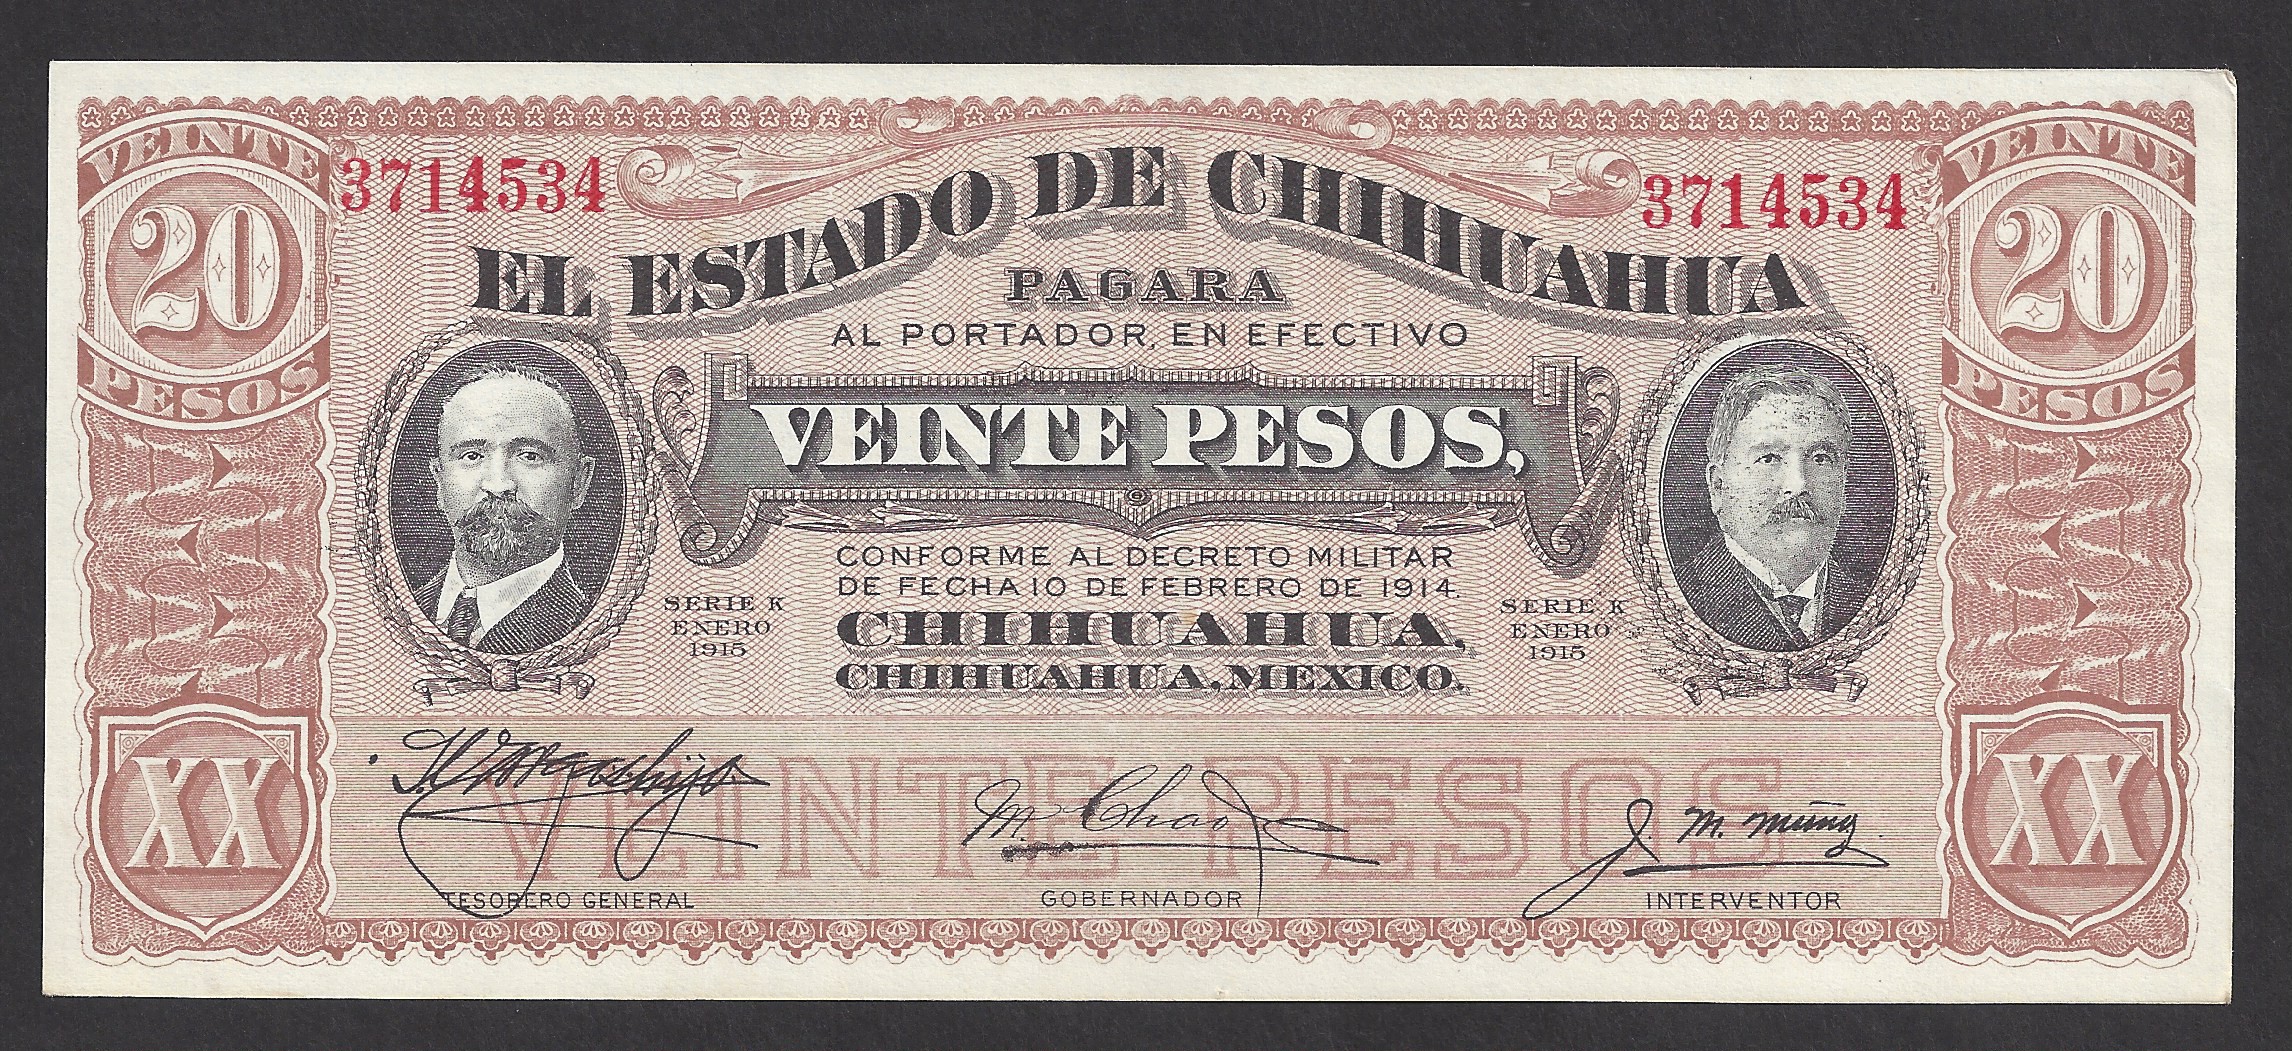 VEINTE
20
PESOS
3714534
3714534
VEINTE
20
PESOS
EL ESTADO DE CHIHUAHUA
PAGARA
AL PORTADOR, EN EFECTIVO
VEINTE PESOS,
CONFORME AL DECRETO MILITAR
DE FECHA 10 DE FEBRERO DE 1914.
SERIE K
ENERO
1915
SERIE K
ENERO
1915
CHIHUAHUA,
CHIHUAHUA, MEXICO.
VEINTE PESOS
XX
XX
M. Chao
J. M. Muñoz
TESORERO GENERAL
GOBERNADOR
INTERVENTOR